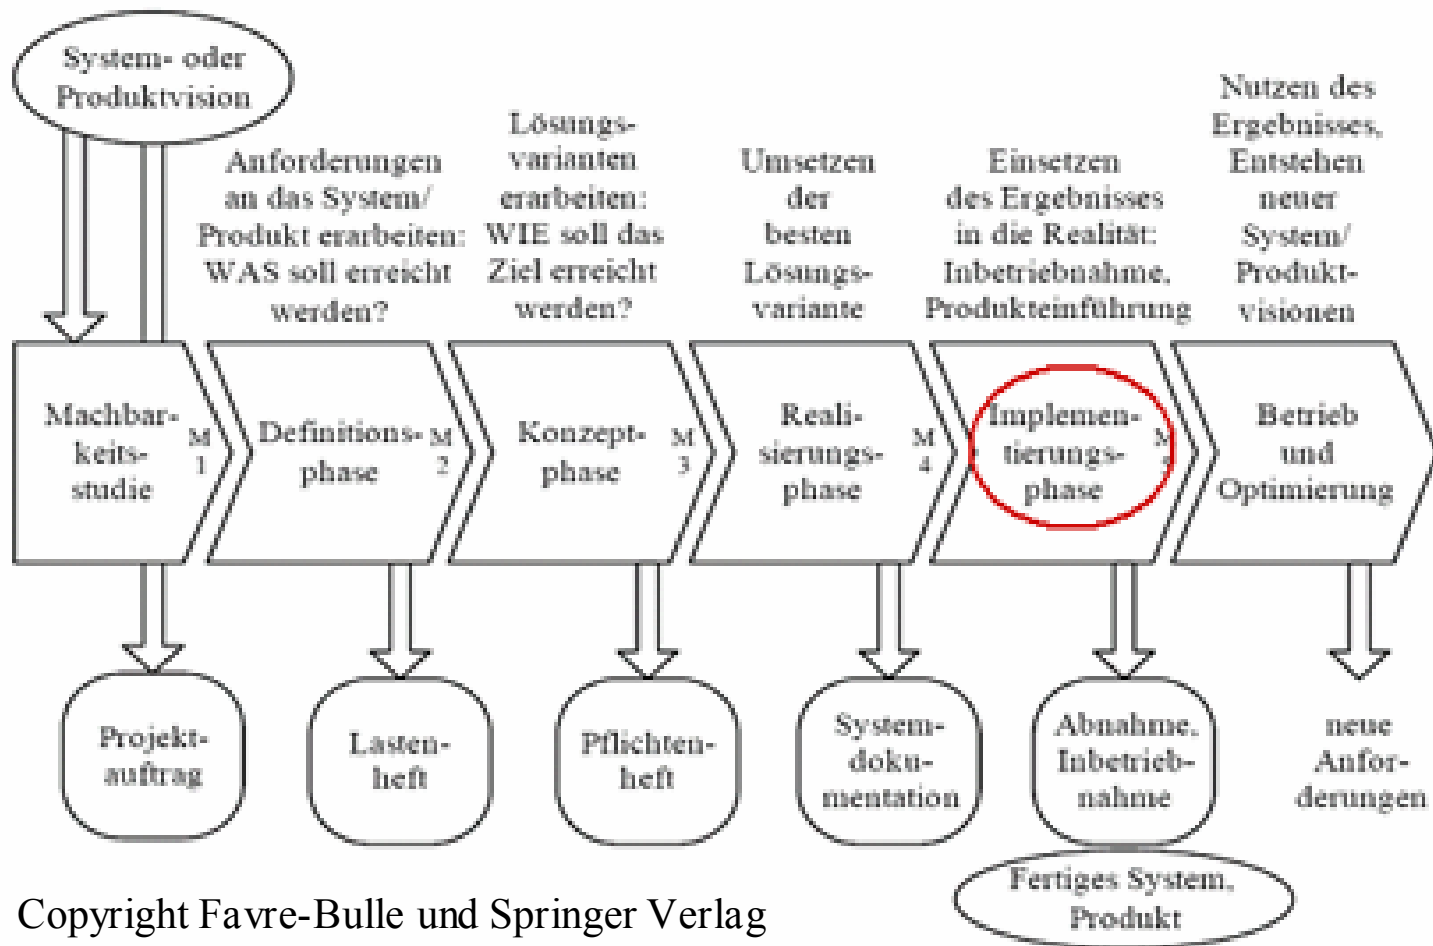 System- oder
Produktvision
Anforderungen
an das System/
Produkt erarbeiten:
WAS soll erreicht
werden?
Lösungs-
varianten
erarbeiten:
WIE soll das
Ziel erreicht
werden?
Umsetzen
der
besten
Lösungs-
variante
Einsetzen
des Ergebnisses
in die Realität:
Inbetriebnahme,
Produkteinführung
Nutzen des
Ergebnisses,
Entstehen
neuer
System/
Produkt-
visionen
Machbar-
keits-
studie
M
1
Definitions-
phase
M
2
Konzept-
phase
M
3
Reali-
sierungs-
phase
M
4
Implemen-
tierungs-
phase
M
5
Betrieb
und
Optimierung
Projekt-
auftrag
Lasten-
heft
Pflichten-
heft
System-
doku-
mentation
Abnahme,
Inbetrieb-
nahme
neue
Anfor-
derungen
Fertiges System,
Produkt
Copyright Favre-Bulle und Springer Verlag